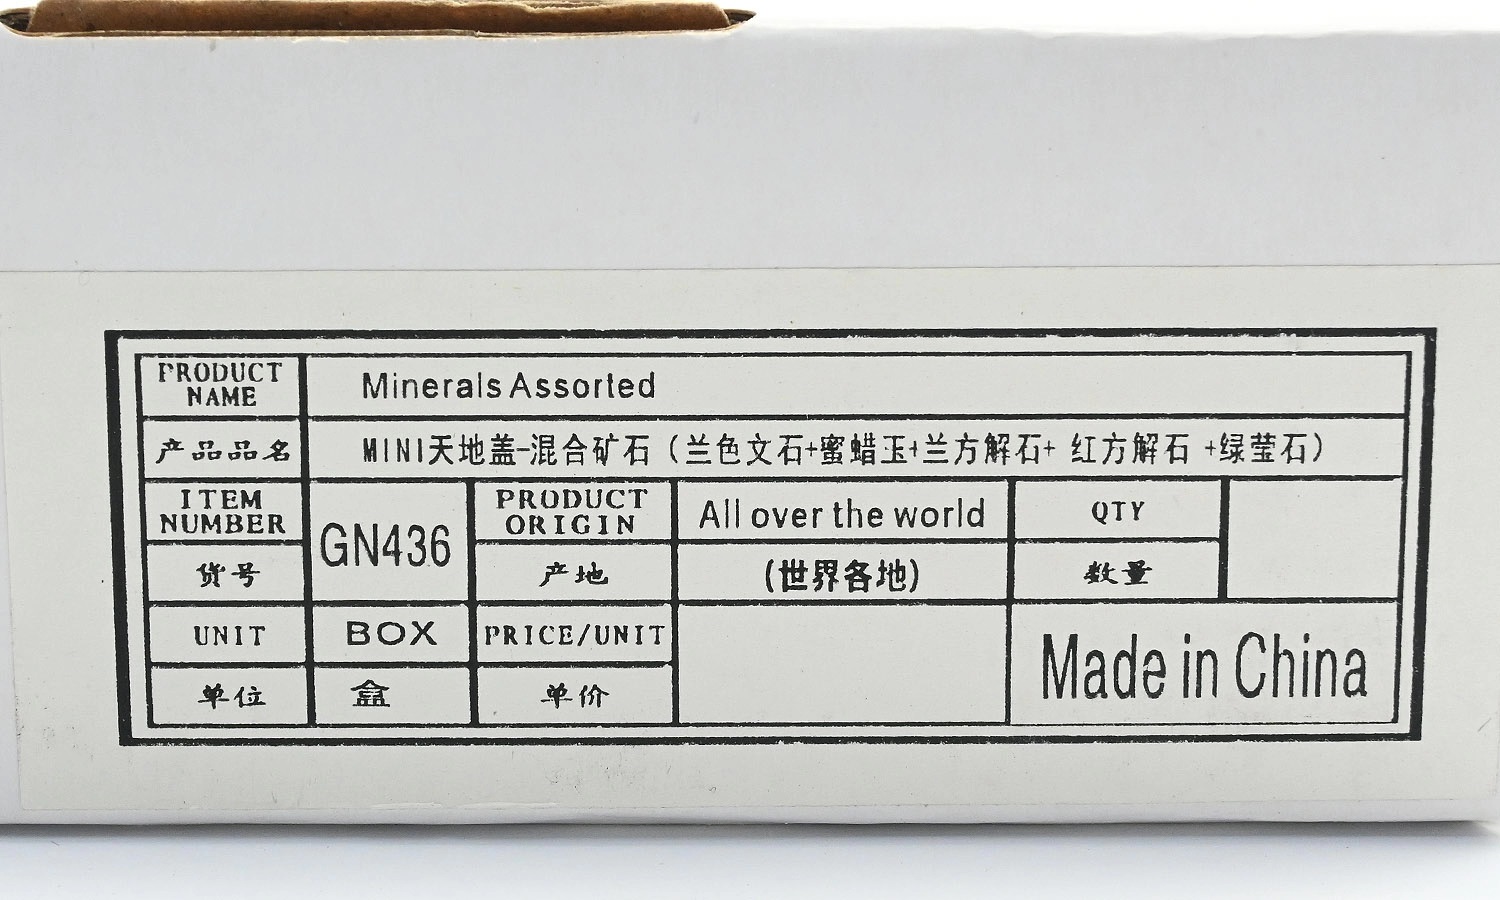 PRODUCT
NAME
Minerals Assorted
产品品名
MINI天地盖-混合矿石（兰色文石+蜜蜡玉+兰方解石+ 红方解石 +绿莹石）
ITEM
NUMBER
GN436
PRODUCT
ORIGIN
All over the world
QTY
货号
产地
(世界各地)
数量
UNIT
BOX
PRICE/UNIT
Made in China
单位
盒
单价